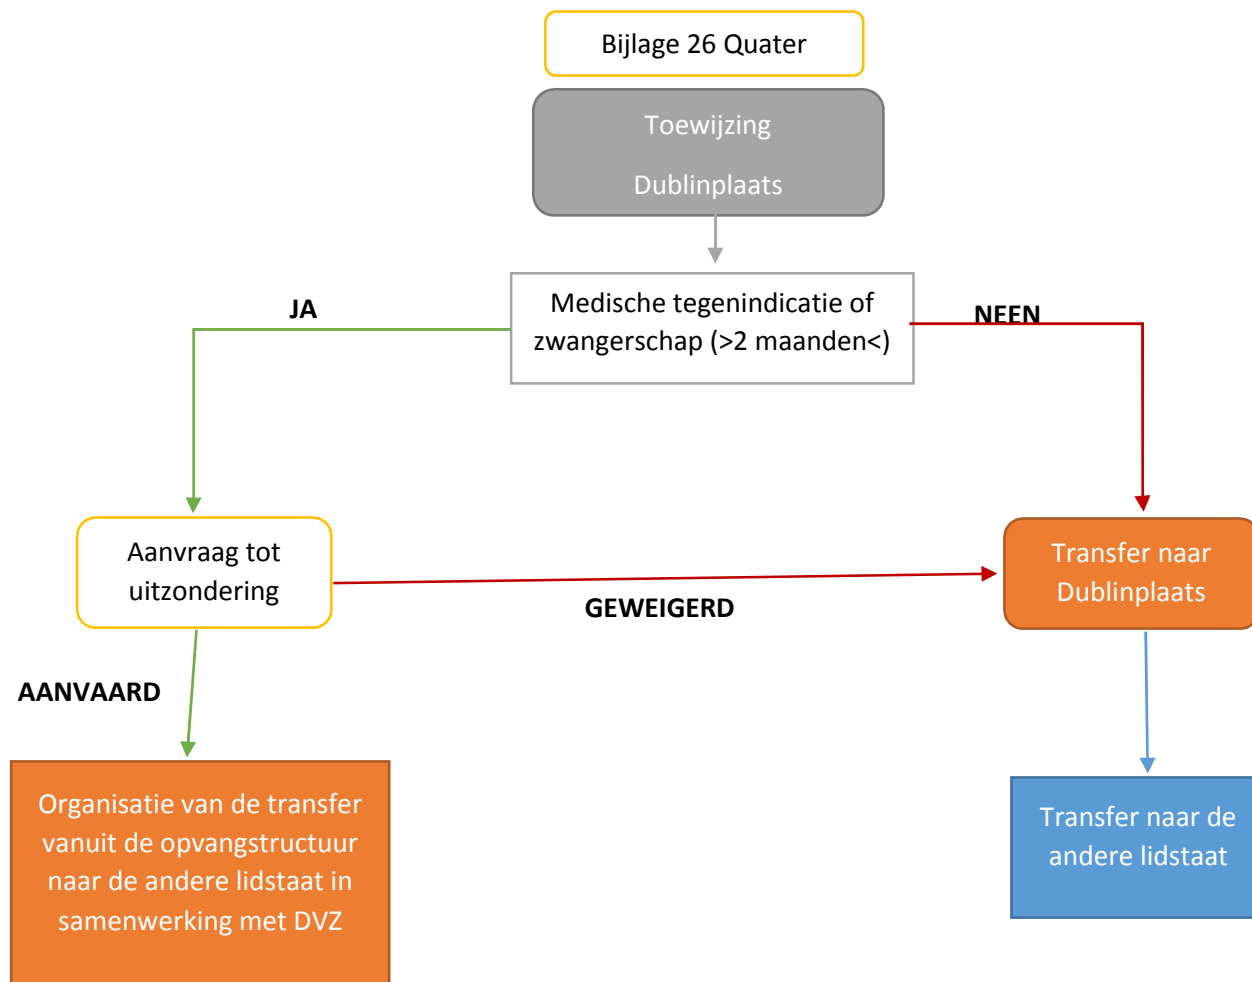 Bijlage 26 Quater
Toewijzing
Dublinplaats
Medische tegenindicatie of
zwangerschap (>2 maanden<)
JA
NEEN
Aanvraag tot
uitzondering
GEWEIGERD
Transfer naar
Dublinplaats
AANVAARD
Organisatie van de transfer
vanuit de opvangstructuur
naar de andere lidstaat in
samenwerking met DVZ
Transfer naar de
andere lidstaat